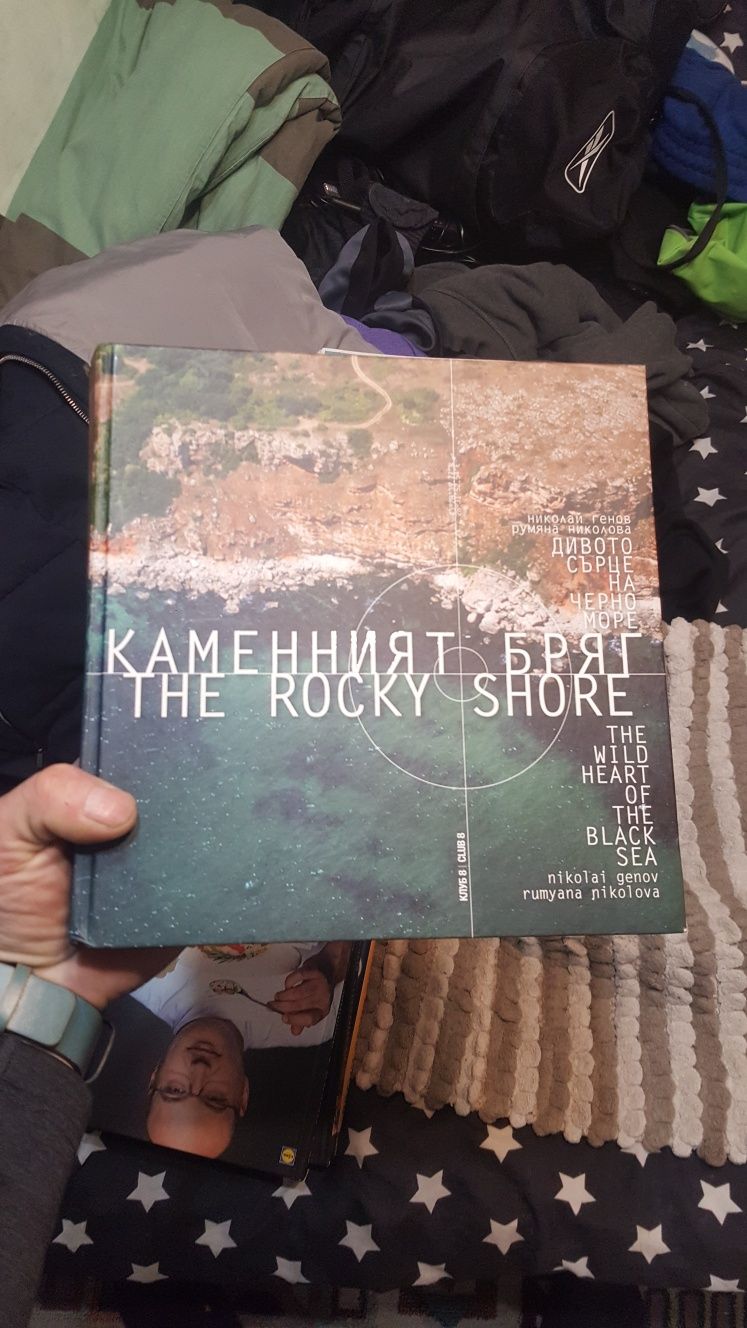 николай генов
румяна николова
ДИВОТО
СЪРЦЕ
НА
ЧЕРНО
МОРЕ
КАМЕННИЯТ БРЯГ
THE ROCKY SHORE
THE
WILD
HEART
OF
THE
BLACK
SEA
nikolai genov
rumyana nikolova
КЛУБ 8 | CLUB 8